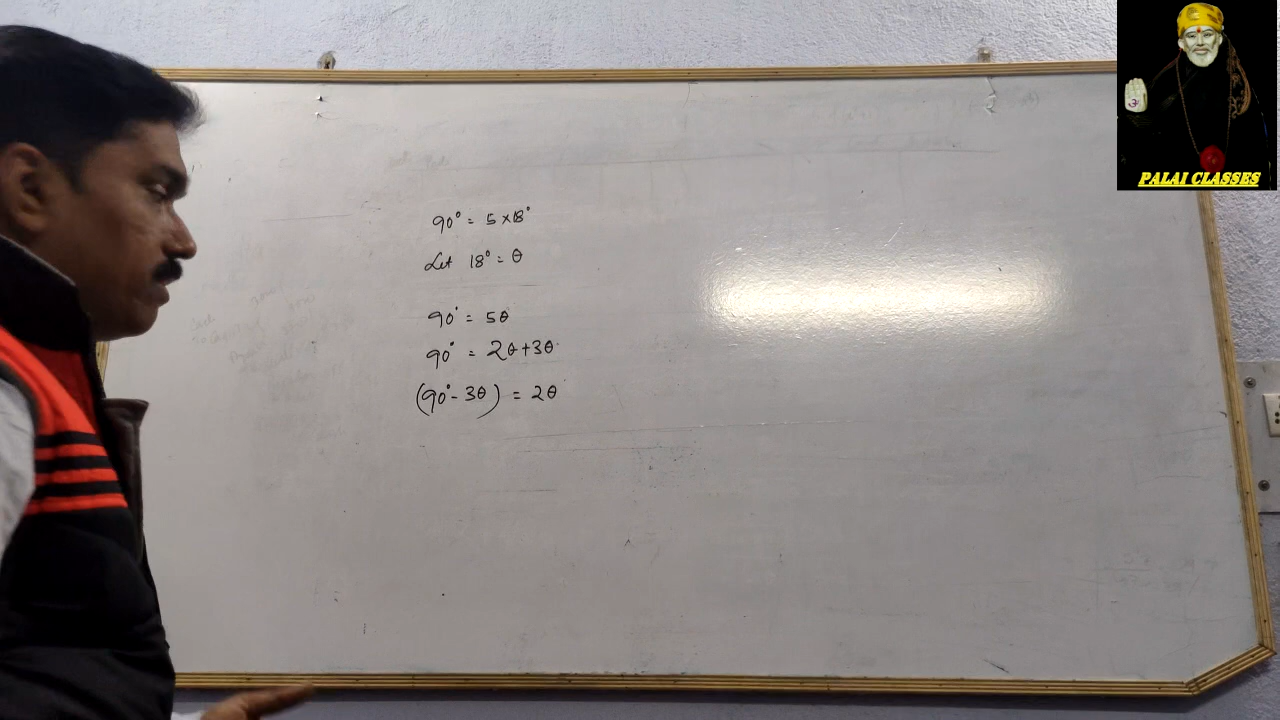 PALAI CLASSES
90° = 5 × 18°
Let 18° = θ
90° = 5θ
90° = 2θ+3θ
(90° - 3θ) = 2θ